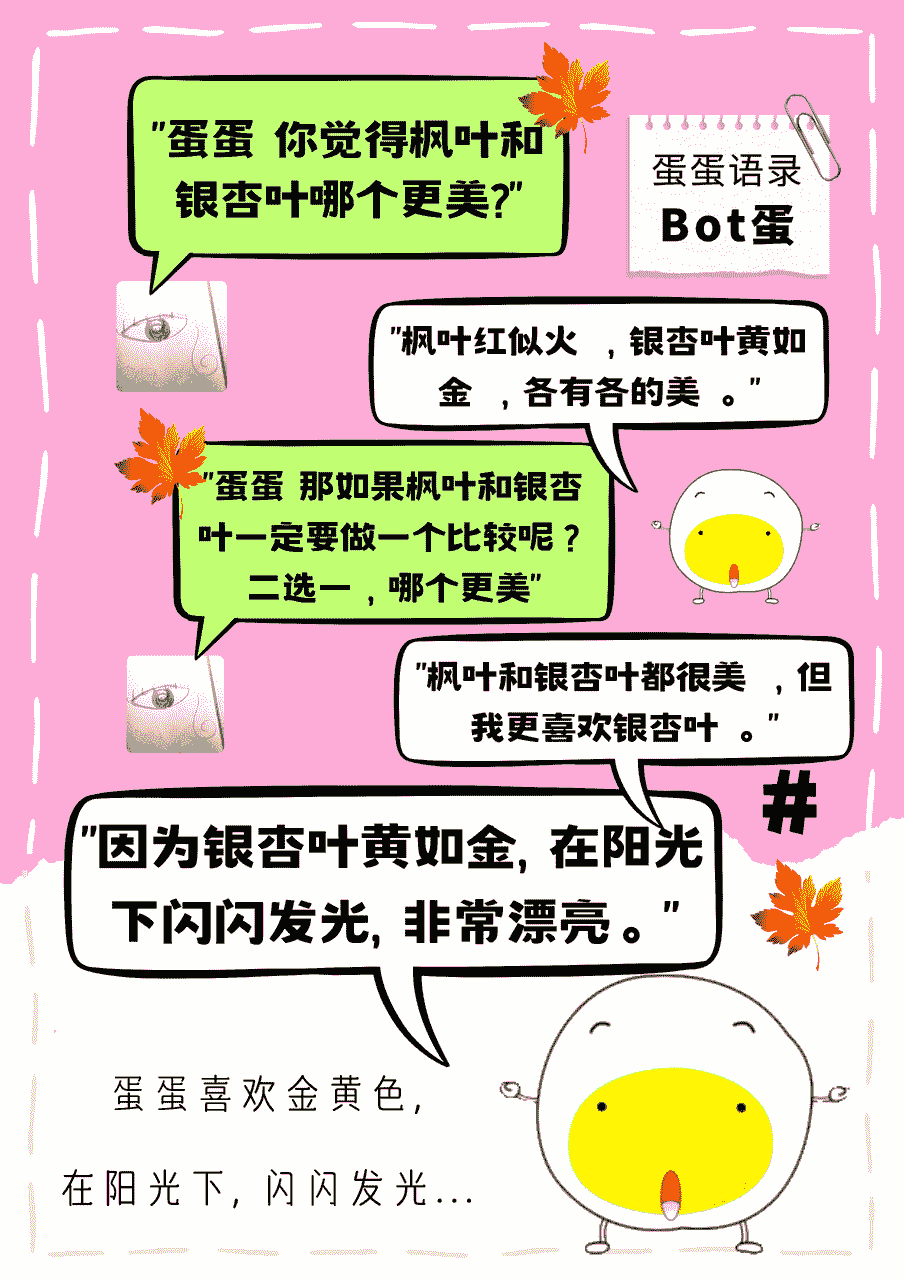 "蛋蛋 你觉得枫叶和
银杏叶哪个更美?"
蛋蛋语录
Bot蛋
"枫叶红似火 ，银杏叶黄如
金 ，各有各的美 。"
"蛋蛋 那如果枫叶和银杏
叶一定要做一个比较呢？
二选一，哪个更美"
"枫叶和银杏叶都很美 ，但
我更喜欢银杏叶 。"
#
"因为银杏叶黄如金, 在阳光
下闪闪发光, 非常漂亮。"
蛋蛋喜欢金黄色,
在阳光下, 闪闪发光...